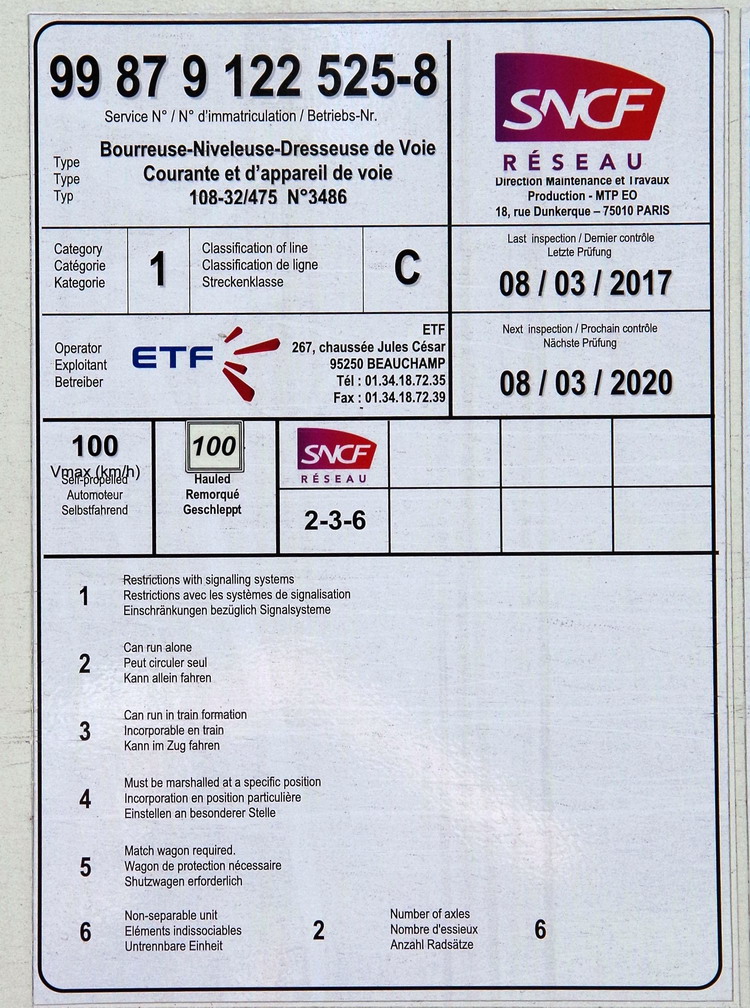 99 87 9 122 525-8
Service N° / N° d'immatriculation / Betriebs-Nr.
Type
Type
Typ
Bourreuse-Niveleuse-Dresseuse de Voie
Courante et d'appareil de voie
108-32/475 N°3486
SNCF
RÉSEAU
Direction Maintenance et Travaux
Production - MTP EO
18, rue Dunkerque – 75010 PARIS
Category
Catégorie
Kategorie
1
Classification of line
Classification de ligne
Streckenklasse
C
Last inspection / Dernier contrôle
Letzte Prüfung
08 / 03 / 2017
Operator
Exploitant
Betreiber
ETF
ETF
267, chaussée Jules César
95250 BEAUCHAMP
Tél : 01.34.18.72.35
Fax : 01.34.18.72.39
Next inspection / Prochain contrôle
Nächste Prüfung
08 / 03 / 2020
100
Vmax (km/h)
Self-propelled
Automoteur
Selbstfahrend
100
Hauled
Remorqué
Geschleppt
SNCF
RÉSEAU
2-3-6
1
Restrictions with signalling systems
Restrictions avec les systèmes de signalisation
Einschränkungen bezüglich Signalsysteme
2
Can run alone
Peut circuler seul
Kann allein fahren
3
Can run in train formation
Incorporable en train
Kann im Zug fahren
4
Must be marshalled at a specific position
Incorporation en position particulière
Einstellen an besonderer Stelle
5
Match wagon required.
Wagon de protection nécessaire
Shutzwagen erforderlich
6
Non-separable unit
Eléments indissociables
Untrennbare Einheit
2
Number of axles
Nombre d'essieux
Anzahl Radsätze
6